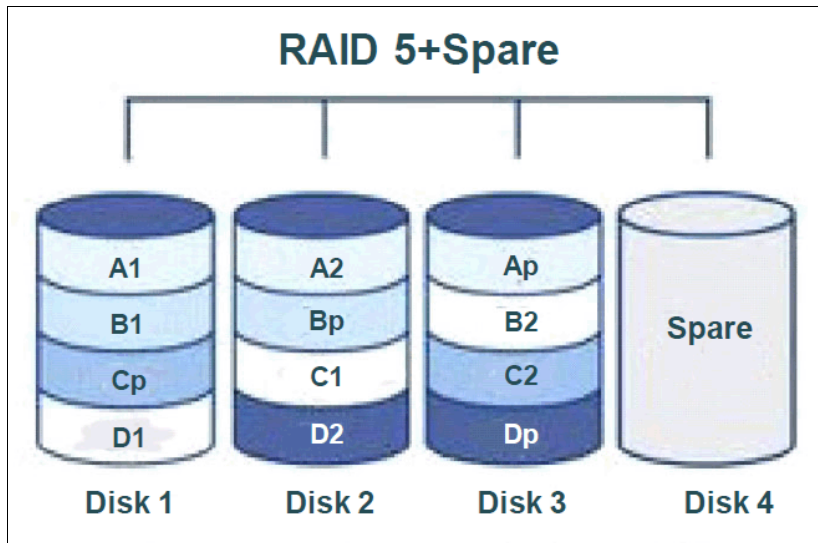 RAID 5+Spare
A1 A2 Ap
B1 Bp B2 Spare
Cp C1 C2
D1 D2 Dp
Disk 1 Disk 2 Disk 3 Disk 4